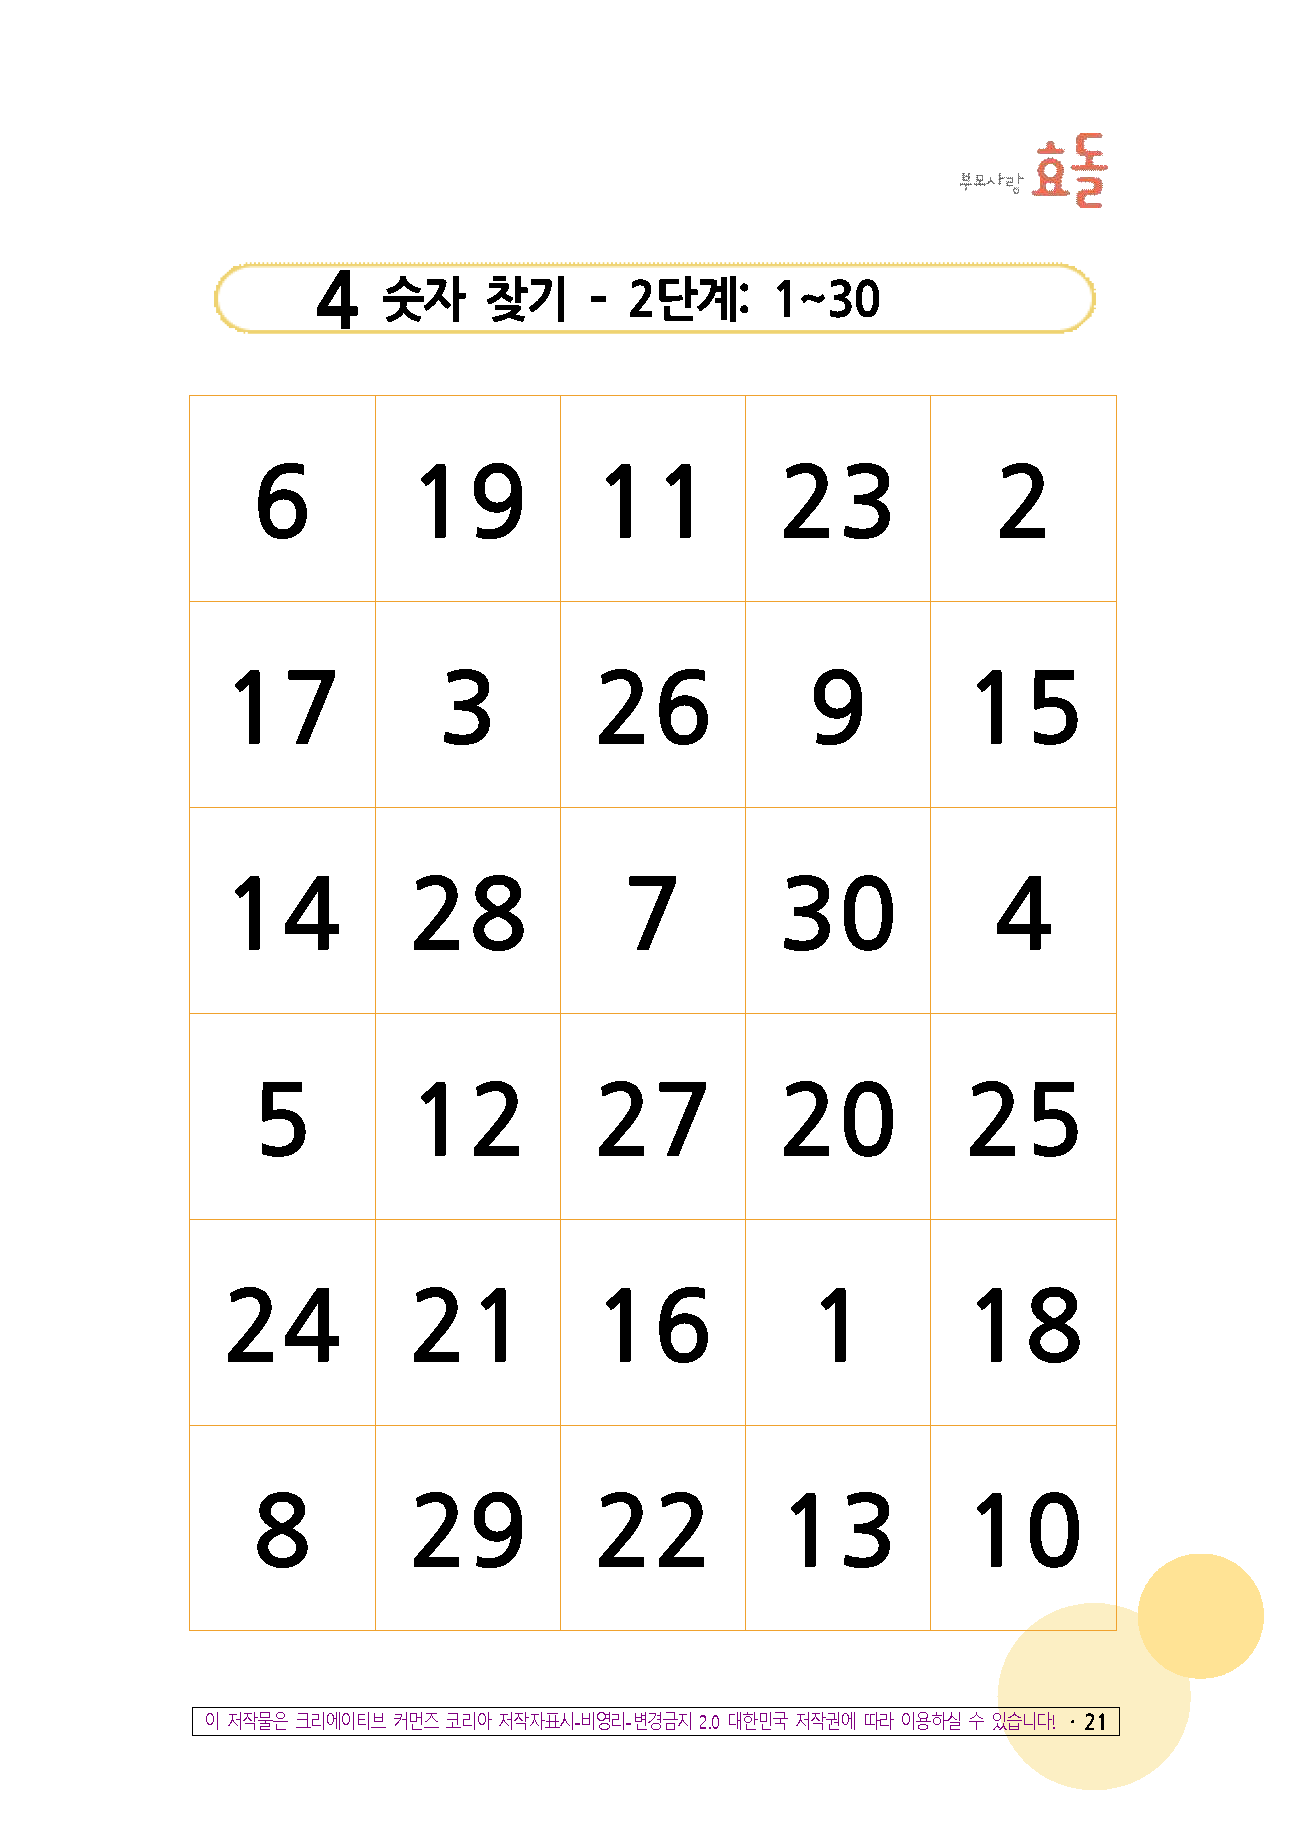 부모사랑 효돌
4 숫자 찾기 - 2단계: 1~30
6 19 11 23 2
17 3 26 9 15
14 28 7 30 4
5 12 27 20 25
24 21 16 1 18
8 29 22 13 10
이 저작물은 크리에이티브 커먼즈 코리아 저작자표시-비영리-변경금지 2.0 대한민국 저작권에 따라 이용하실 수 있습니다! · 21